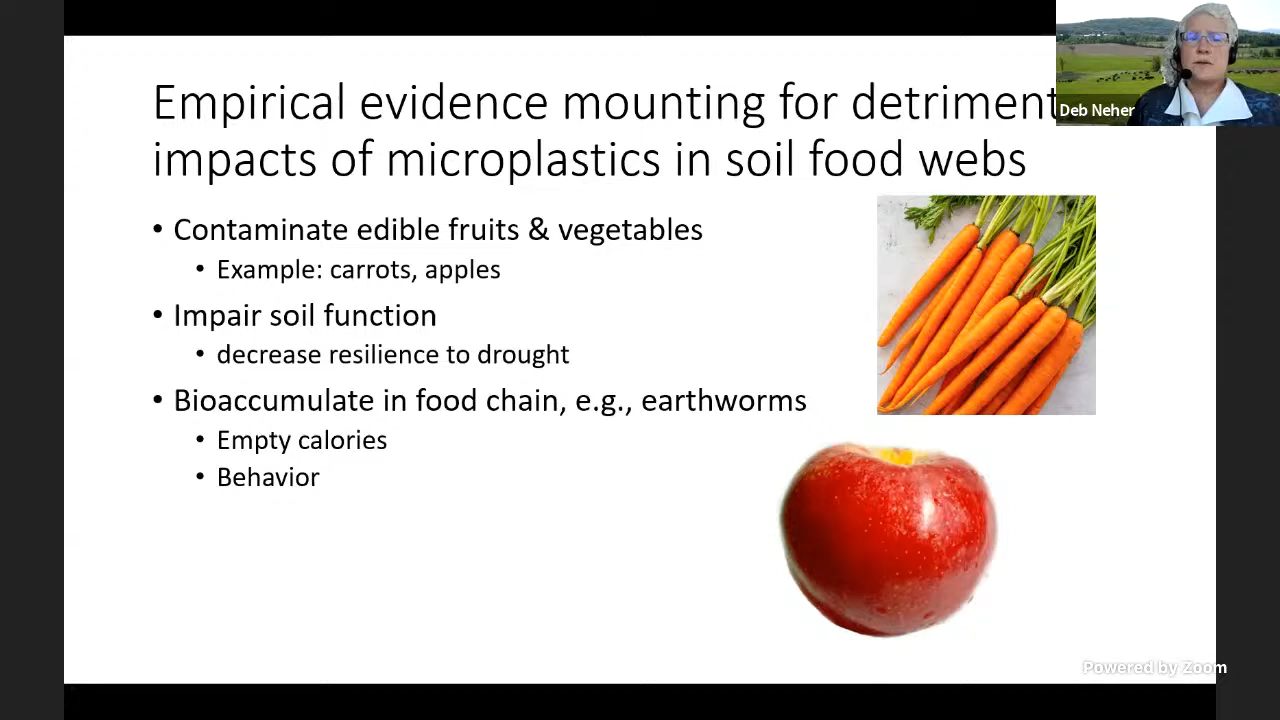 Empirical evidence mounting for detriment
impacts of microplastics in soil food webs
• Contaminate edible fruits & vegetables
• Example: carrots, apples
• Impair soil function
• decrease resilience to drought
• Bioaccumulate in food chain, e.g., earthworms
• Empty calories
• Behavior
Deb Neher
Powered by Zoom